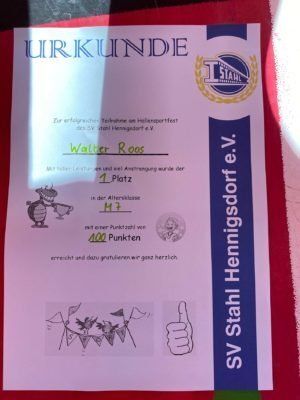 URKUNDE
STAHL
Zur erfolgreichen Teilnahme am Hallensportfest
des SV Stahl Hennigsdorf e.V.
Walter Roos
Mit tollen Leistungen und viel Anstrengung wurde der
1 Platz
in der Altersklasse
M7
mit einer Punktzahl von
100 Punkten
erreicht und dazu gratulieren wir ganz herzlich.
SV Stahl Hennigsdorf e.V.